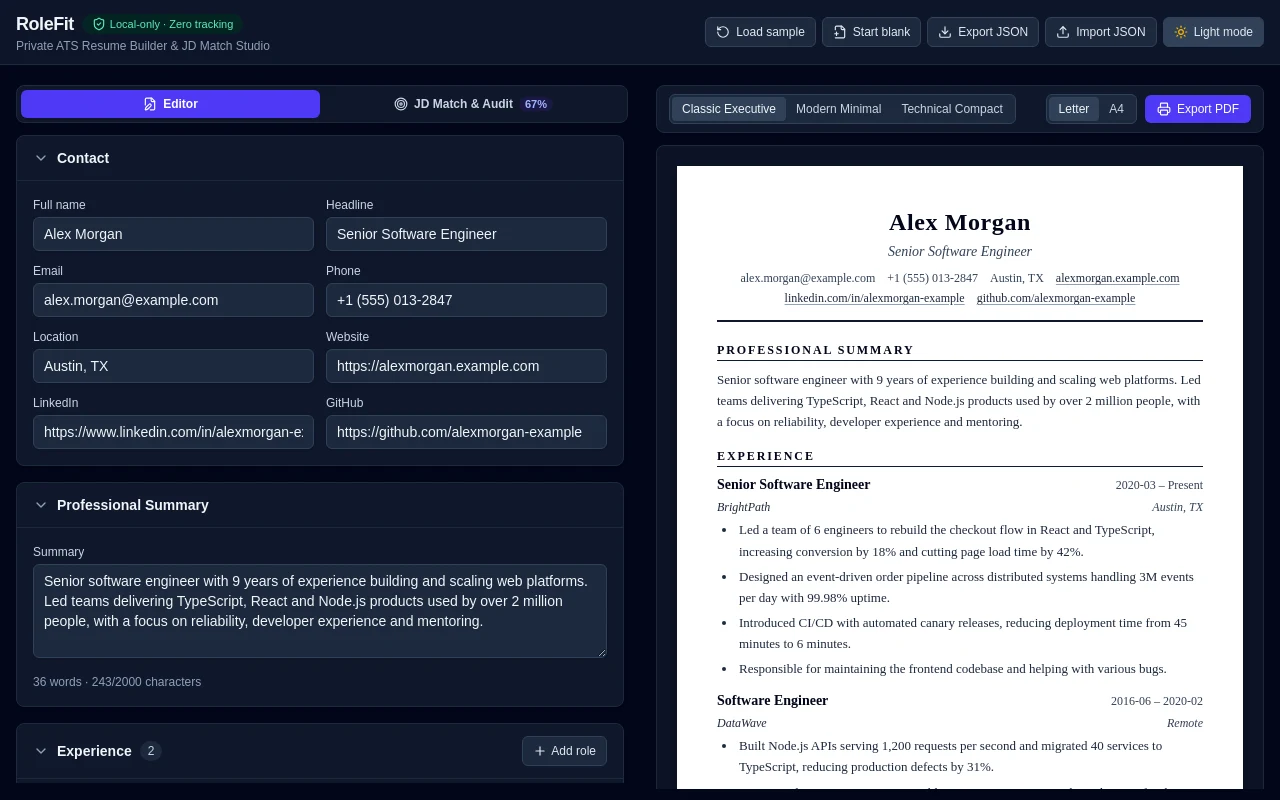 RoleFit
Local-only · Zero tracking
Private ATS Resume Builder & JD Match Studio
Load sample
Start blank
Export JSON
Import JSON
Light mode
Editor
JD Match & Audit 67%
Contact
Full name
Headline
Alex Morgan
Senior Software Engineer
Email
Phone
alex.morgan@example.com
+1 (555) 013-2847
Location
Website
Austin, TX
https://alexmorgan.example.com
LinkedIn
GitHub
https://www.linkedin.com/in/alexmorgan-e
https://github.com/alexmorgan-example
Professional Summary
Summary
Senior software engineer with 9 years of experience building and scaling web platforms.
Led teams delivering TypeScript, React and Node.js products used by over 2 million
people, with a focus on reliability, developer experience and mentoring.
36 words · 243/2000 characters
Experience 2
Add role
Classic Executive
Modern Minimal
Technical Compact
Letter
A4
Export PDF
Alex Morgan
Senior Software Engineer
alex.morgan@example.com +1 (555) 013-2847 Austin, TX alexmorgan.example.com
linkedin.com/in/alexmorgan-example github.com/alexmorgan-example
PROFESSIONAL SUMMARY
Senior software engineer with 9 years of experience building and scaling web platforms. Led
teams delivering TypeScript, React and Node.js products used by over 2 million people, with
a focus on reliability, developer experience and mentoring.
EXPERIENCE
Senior Software Engineer 2020-03 – Present
BrightPath Austin, TX
• Led a team of 6 engineers to rebuild the checkout flow in React and TypeScript,
increasing conversion by 18% and cutting page load time by 42%.
• Designed an event-driven order pipeline across distributed systems handling 3M events
per day with 99.98% uptime.
• Introduced CI/CD with automated canary releases, reducing deployment time from 45
minutes to 6 minutes.
• Responsible for maintaining the frontend codebase and helping with various bugs.
Software Engineer 2016-06 – 2020-02
DataWave Remote
• Built Node.js APIs serving 1,200 requests per second and migrated 40 services to
TypeScript, reducing production defects by 31%.